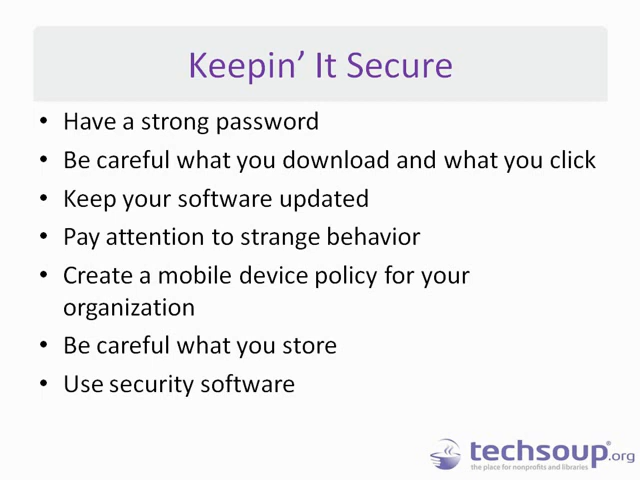 Keepin’ It Secure
• Have a strong password
• Be careful what you download and what you click
• Keep your software updated
• Pay attention to strange behavior
• Create a mobile device policy for your
organization
• Be careful what you store
• Use security software
techsoup®.org
the place for nonprofits and libraries